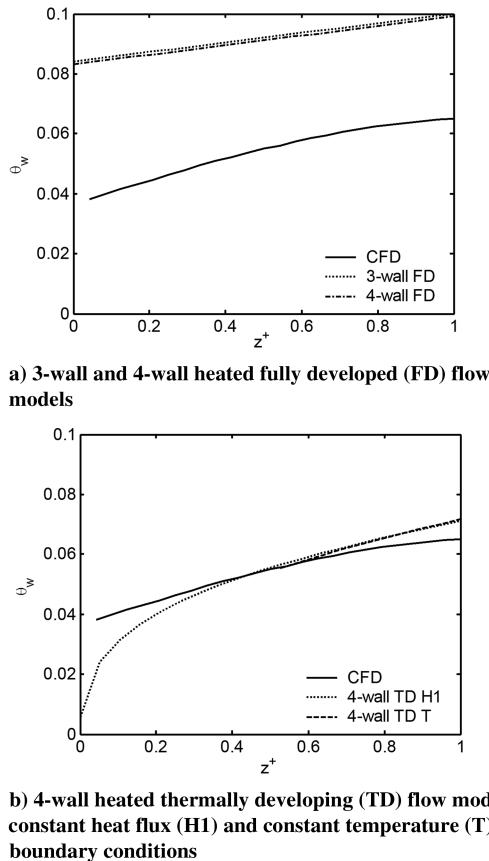 0.1
0.08
0.06
0.04
0.02
0
θw
CFD
3-wall FD
4-wall FD
0 0.2 0.4 0.6 0.8 1
z+
a) 3-wall and 4-wall heated fully developed (FD) flow
models
0.1
0.08
0.06
0.04
0.02
0
θw
CFD
4-wall TD H1
4-wall TD T
0 0.2 0.4 0.6 0.8 1
z+
b) 4-wall heated thermally developing (TD) flow mod
constant heat flux (H1) and constant temperature (T)
boundary conditions